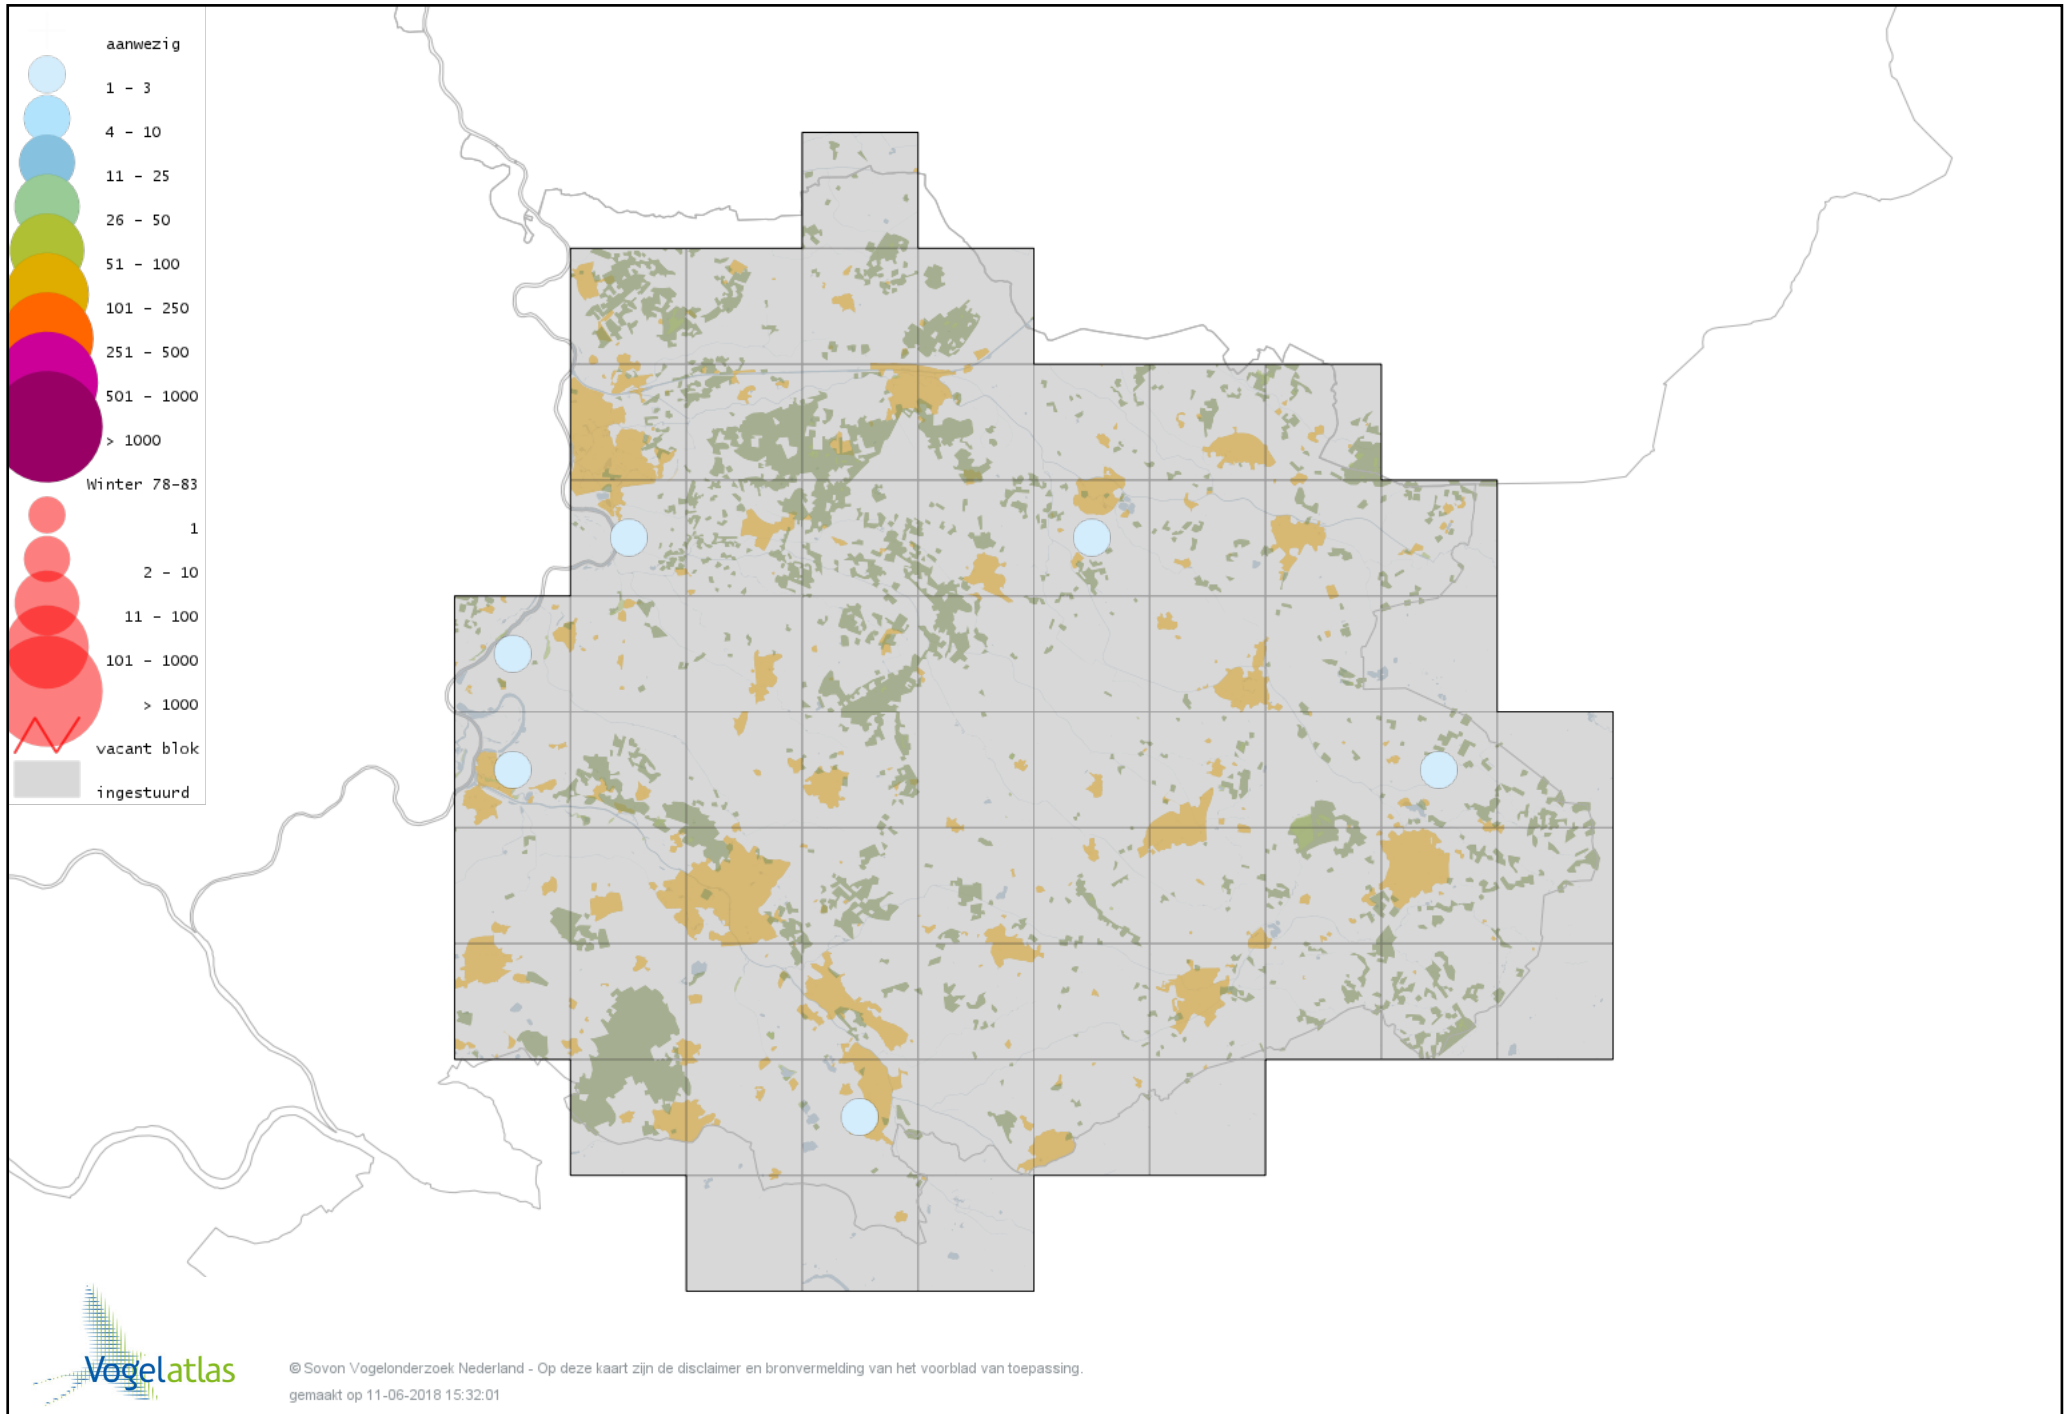 aanwezig
1 – 3
4 – 10
11 – 25
26 – 50
51 – 100
101 – 250
251 – 500
501 – 1000
> 1000
Winter 78-83
1
2 – 10
11 – 100
101 – 1000
> 1000
vacant blok
ingestuurd
Vogelatlas
© Sovon Vogelonderzoek Nederland - Op deze kaart zijn de disclaimer en bronvermelding van het voorblad van toepassing.
gemaakt op 11-06-2018 15:32:01